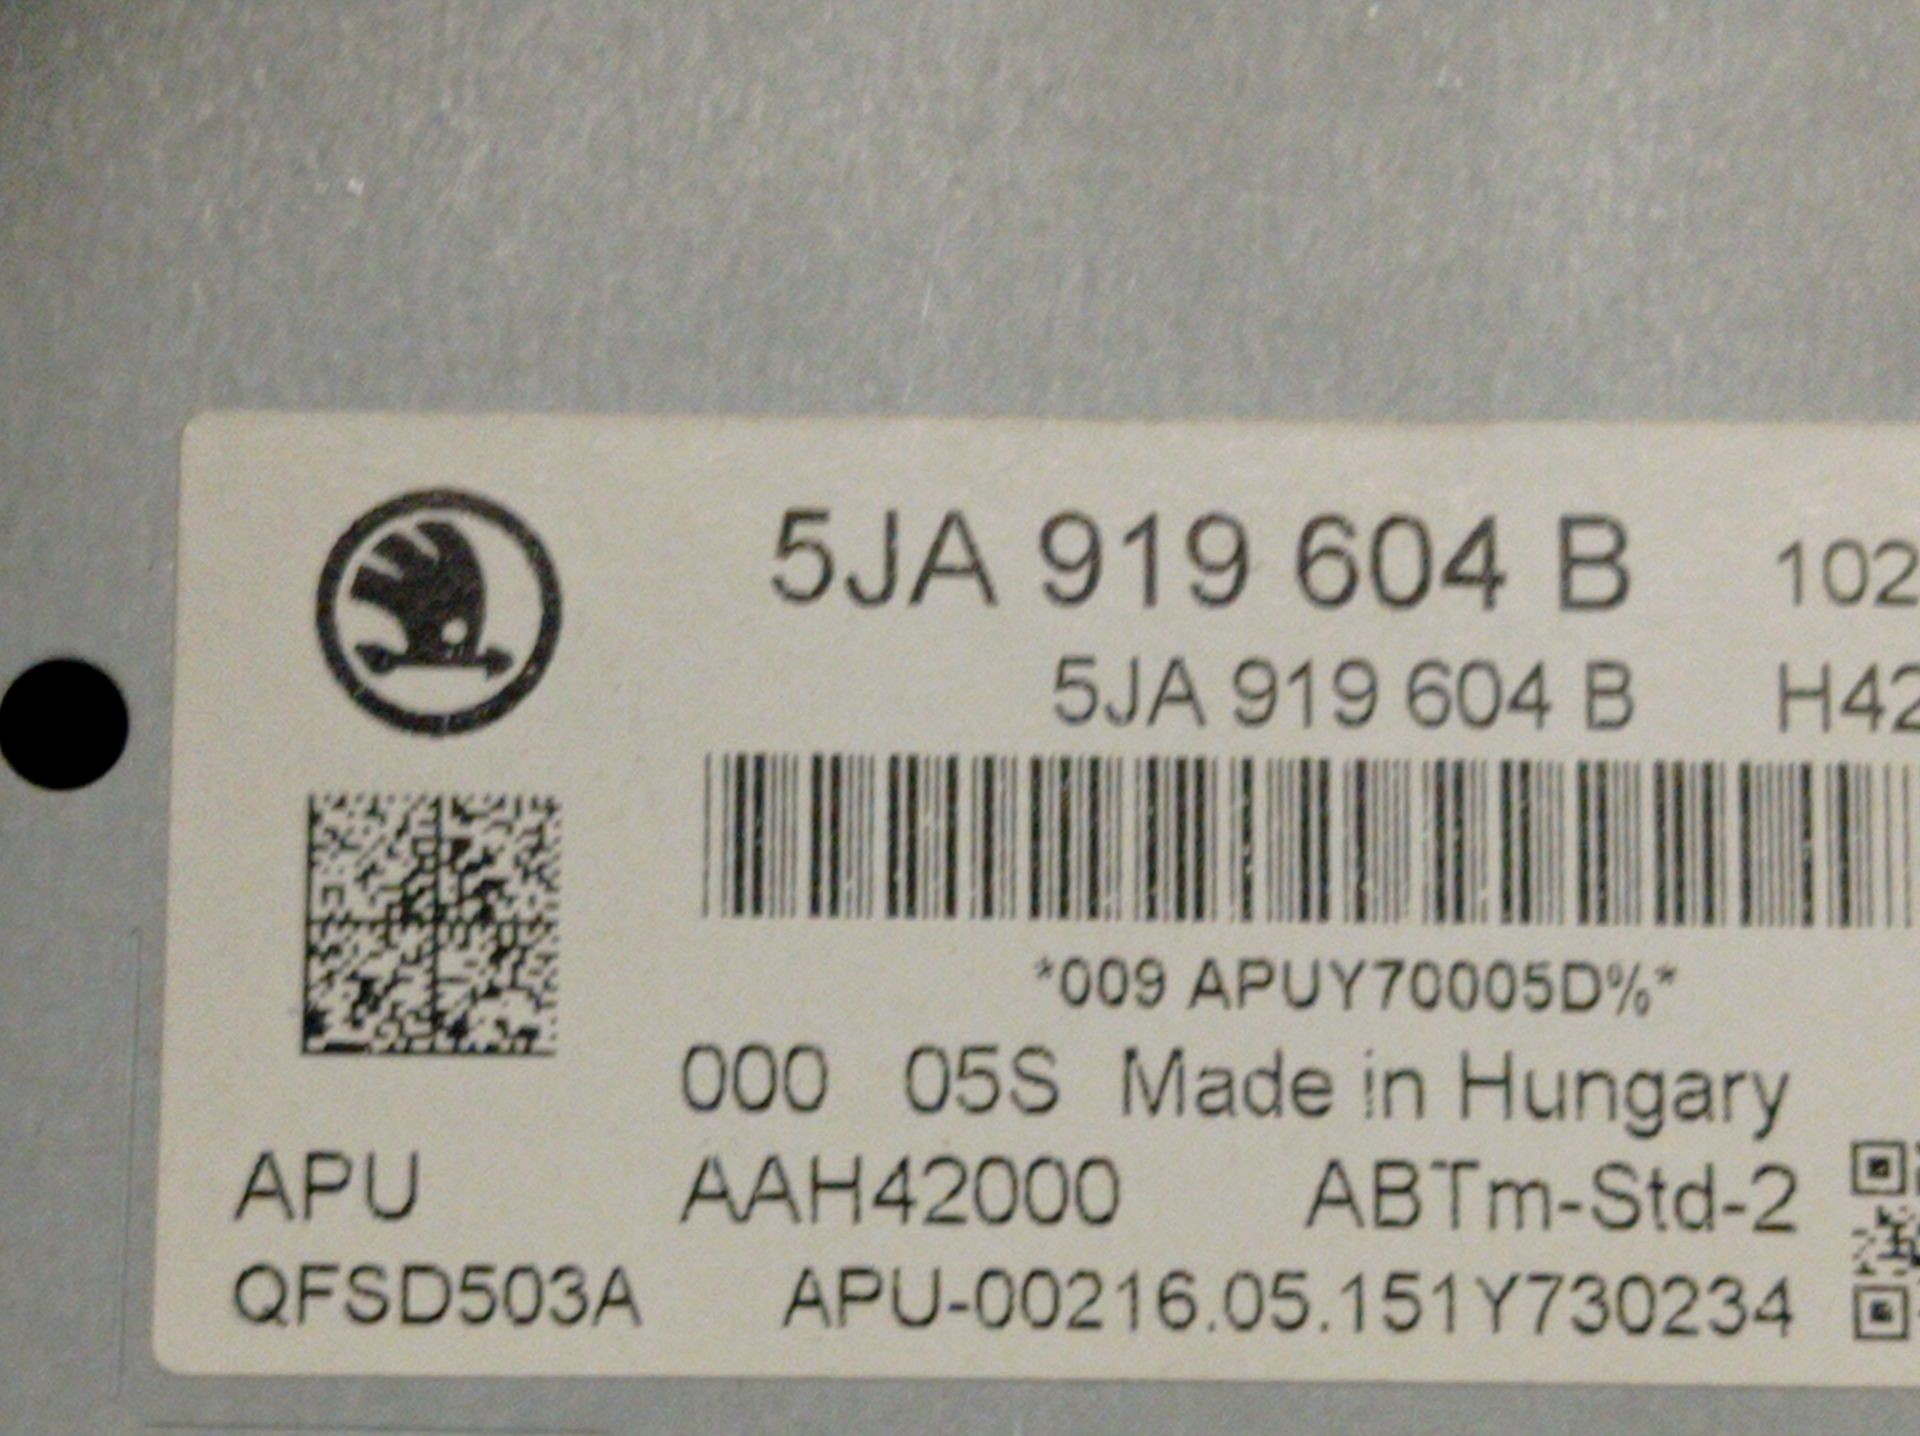 5JA 919 604 B 102
5JA 919 604 B H42
*009 APUY70005D%*
000 05S Made in Hungary
APU AAH42000 ABTm-Std-2
QFSD503A APU-00216.05.151Y730234